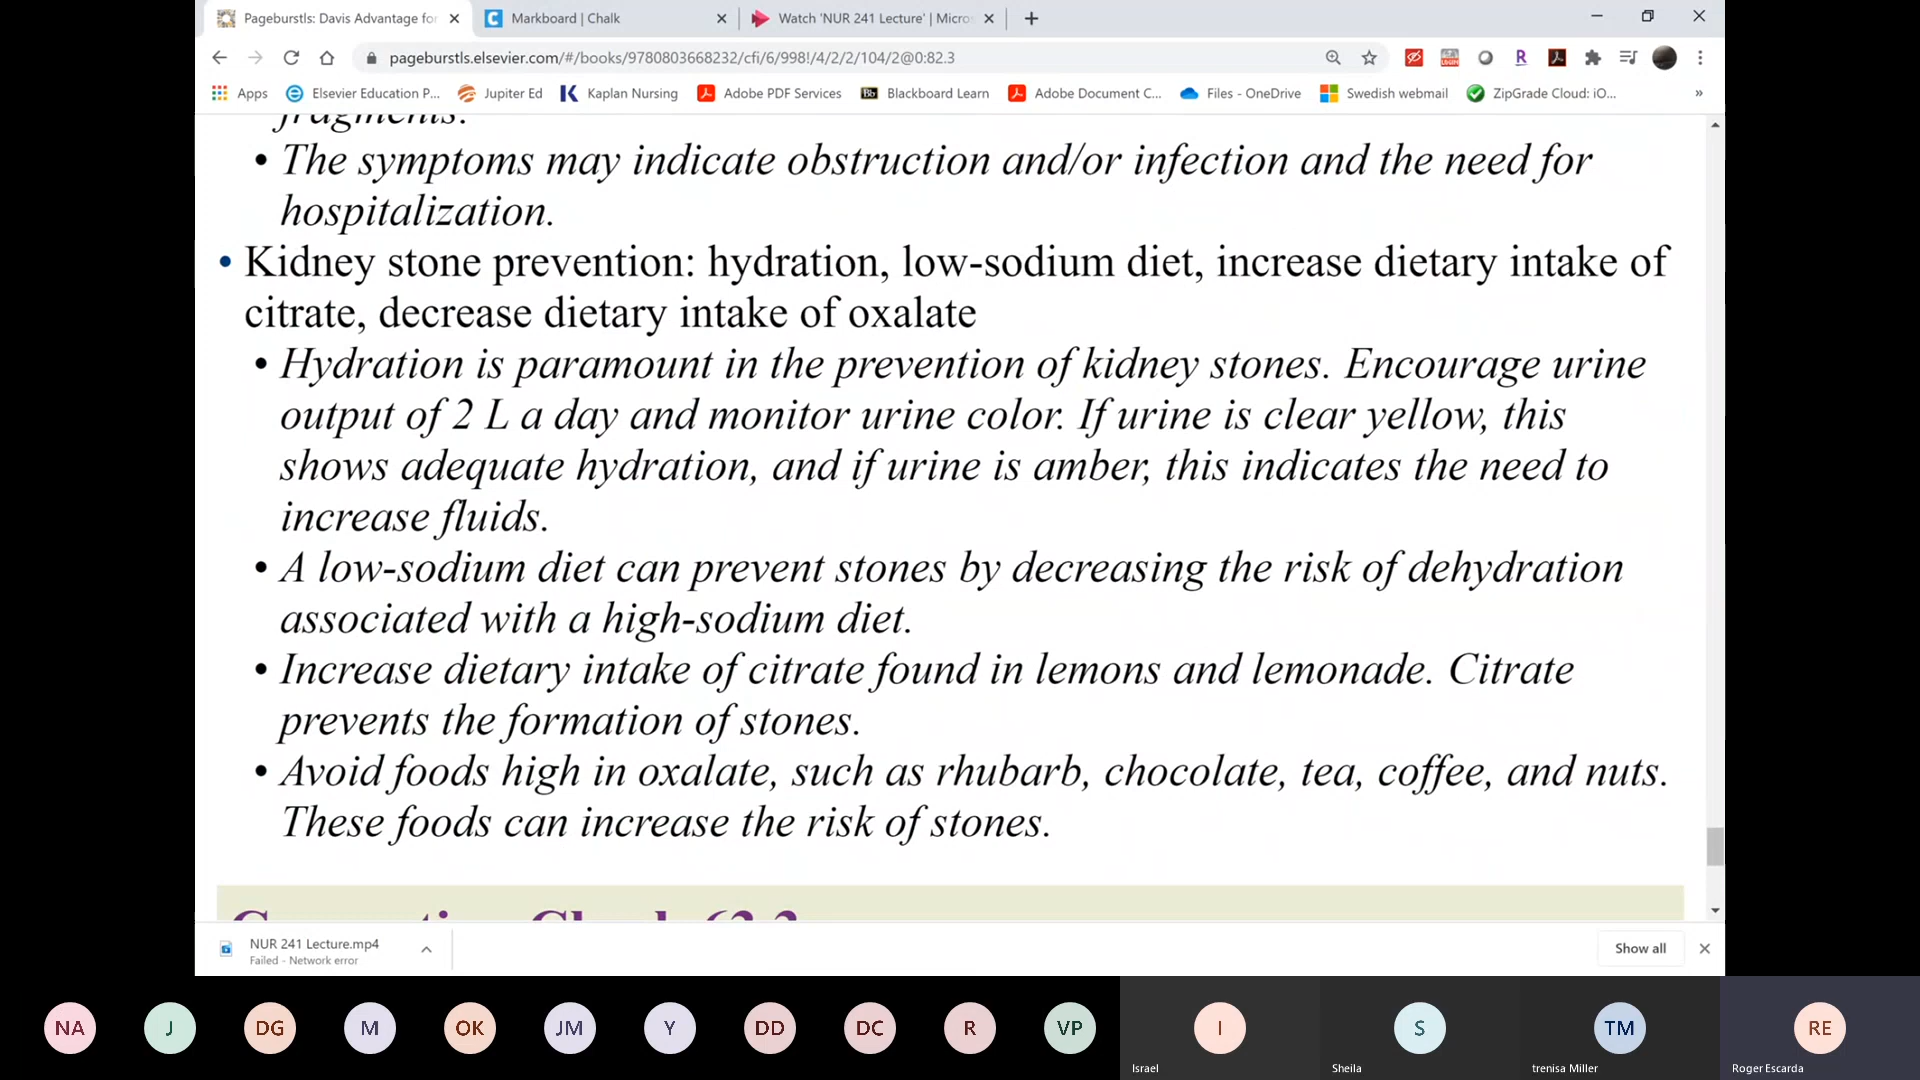 Pageburstls: Davis Advantage for
Markboard | Chalk
Watch 'NUR 241 Lecture' | Micros
pageburstls.elsevier.com/#/books/9780803668232/cfi/6/998!/4/2/2/104/2@0:82.3
Apps
Elsevier Education P...
Jupiter Ed
Kaplan Nursing
Adobe PDF Services
Bb
Blackboard Learn
Adobe Document C...
Files - OneDrive
Swedish webmail
ZipGrade Cloud: iO...
»
fragments.
• The symptoms may indicate obstruction and/or infection and the need for
hospitalization.
• Kidney stone prevention: hydration, low-sodium diet, increase dietary intake of
citrate, decrease dietary intake of oxalate
• Hydration is paramount in the prevention of kidney stones. Encourage urine
output of 2 L a day and monitor urine color. If urine is clear yellow, this
shows adequate hydration, and if urine is amber, this indicates the need to
increase fluids.
• A low-sodium diet can prevent stones by decreasing the risk of dehydration
associated with a high-sodium diet.
• Increase dietary intake of citrate found in lemons and lemonade. Citrate
prevents the formation of stones.
• Avoid foods high in oxalate, such as rhubarb, chocolate, tea, coffee, and nuts.
These foods can increase the risk of stones.
NUR 241 Lecture.mp4
Failed - Network error
Show all
NA
J
DG
M
OK
JM
Y
DD
DC
R
VP
I
S
TM
RE
Israel
Sheila
trenisa Miller
Roger Escarda